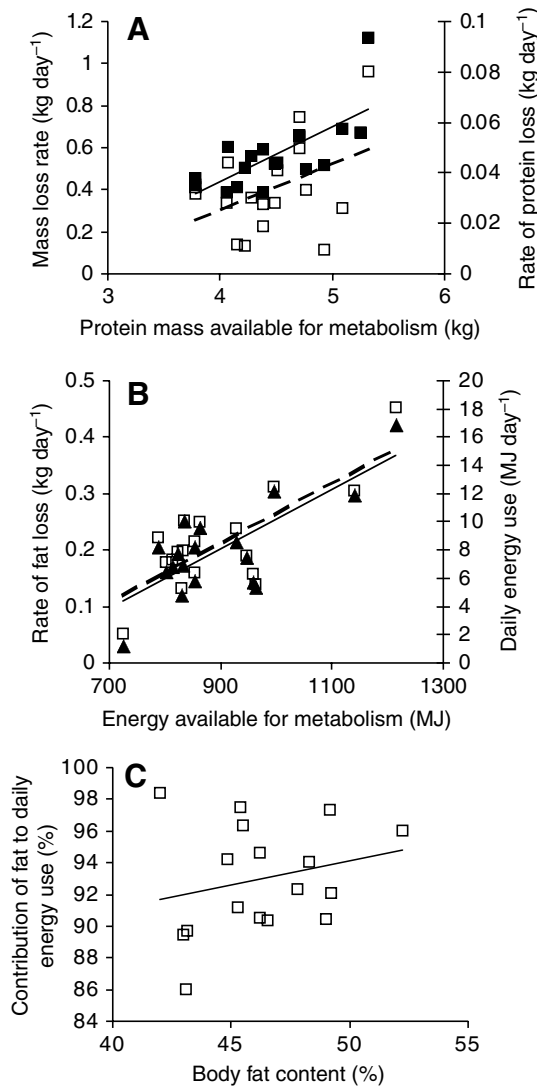 A
Mass loss rate (kg day⁻¹)
1.2
1
0.8
0.6
0.4
0.2
0
0.1
0.08
0.06
0.04
0.02
0
Rate of protein loss (kg day⁻¹)
3 4 5 6
Protein mass available for metabolism (kg)
B
Rate of fat loss (kg day⁻¹)
0.5
0.4
0.3
0.2
0.1
0
20
18
16
14
12
10
8
6
4
2
0
Daily energy use (MJ day⁻¹)
700 900 1100 1300
Energy available for metabolism (MJ)
C
Contribution of fat to daily
energy use (%)
100
98
96
94
92
90
88
86
84
40 45 50 55
Body fat content (%)